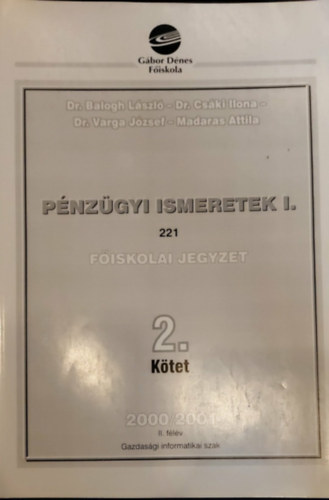 Gábor Dénes
Főiskola
Dr. Balogh László - Dr. Csáki Ilona -
Dr. Varga József - Madaras Attila
PÉNZÜGYI ISMERETEK I.
221
FŐISKOLAI JEGYZET
2.
Kötet
2000/2001
II. félév
Gazdasági informatikai szak